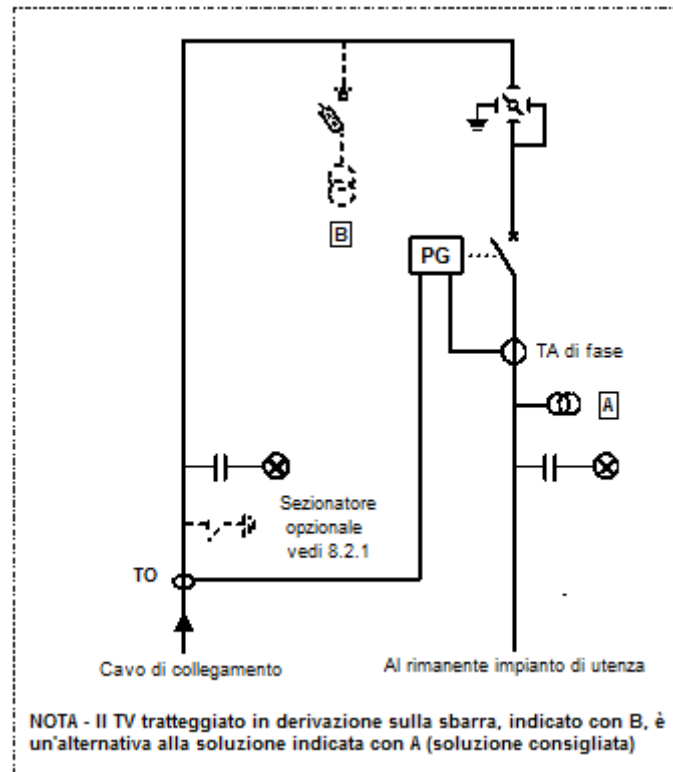 B
PG
TA di fase
A
Sezionatore
opzionale
vedi 8.2.1
TO
Cavo di collegamento
Al rimanente impianto di utenza
NOTA - Il TV tratteggiato in derivazione sulla sbarra, indicato con B, è
un'alternativa alla soluzione indicata con A (soluzione consigliata)